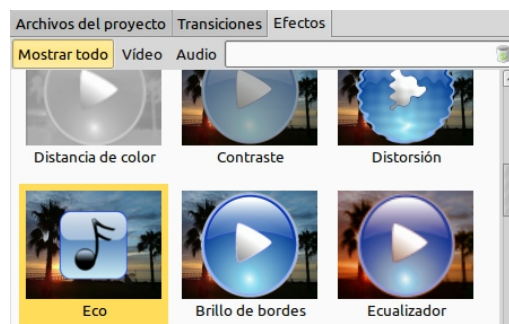 Archivos del proyecto Transiciones Efectos
Mostrar todo Vídeo Audio
Distancia de color Contraste Distorsión
Eco Brillo de bordes Ecualizador